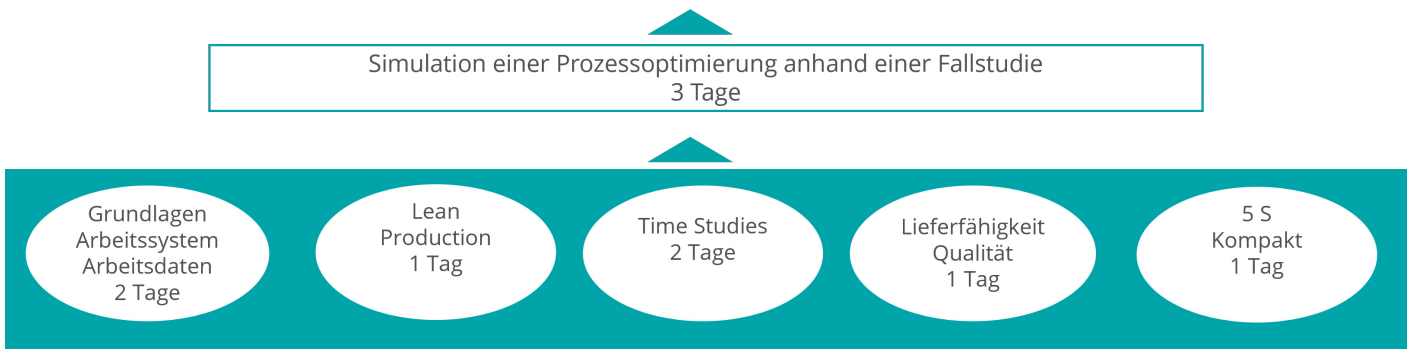 Simulation einer Prozessoptimierung anhand einer Fallstudie
3 Tage
Grundlagen
Arbeitssystem
Arbeitsdaten
2 Tage
Lean
Production
1 Tag
Time Studies
2 Tage
Lieferfähigkeit
Qualität
1 Tag
5 S
Kompakt
1 Tag